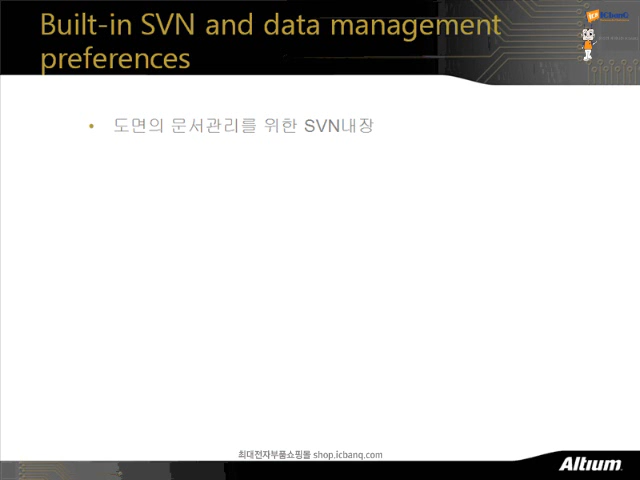 Built-in SVN and data management
preferences
ICbanQ
• 도면의 문서관리를 위한 SVN내장
최대전자부품쇼핑몰 shop.icbanq.com
Altium